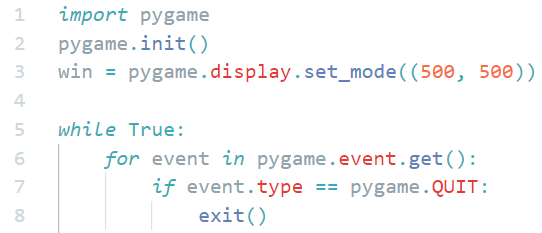 1 import pygame
2 pygame.init()
3 win = pygame.display.set_mode((500, 500))
4
5 while True:
6     for event in pygame.event.get():
7         if event.type == pygame.QUIT:
8             exit()